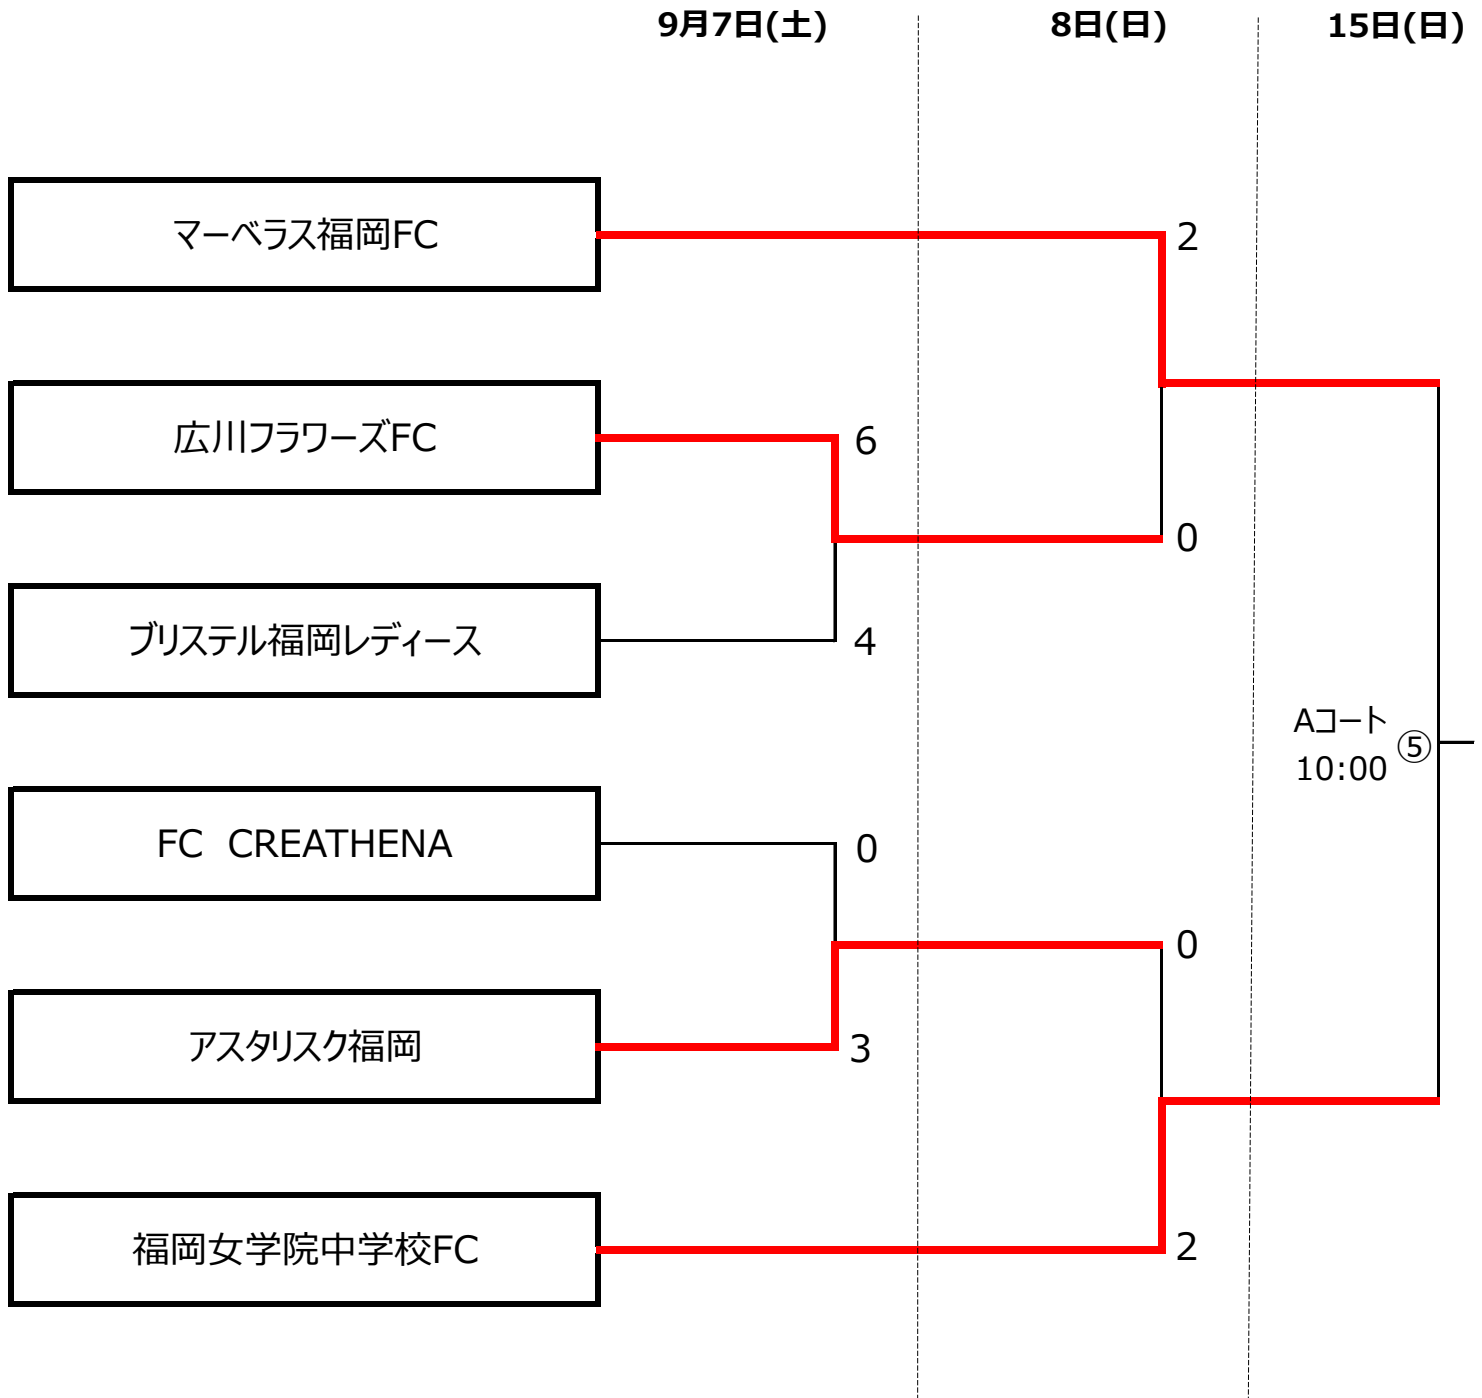 9月7日(土)
8日(日)
15日(日)
マーベラス福岡FC
2
広川フラワーズFC
6
0
ブリステル福岡レディース
4
Aコート
10:00
⑤
FC　CREATHENA
0
0
アスタリスク福岡
3
福岡女学院中学校FC
2